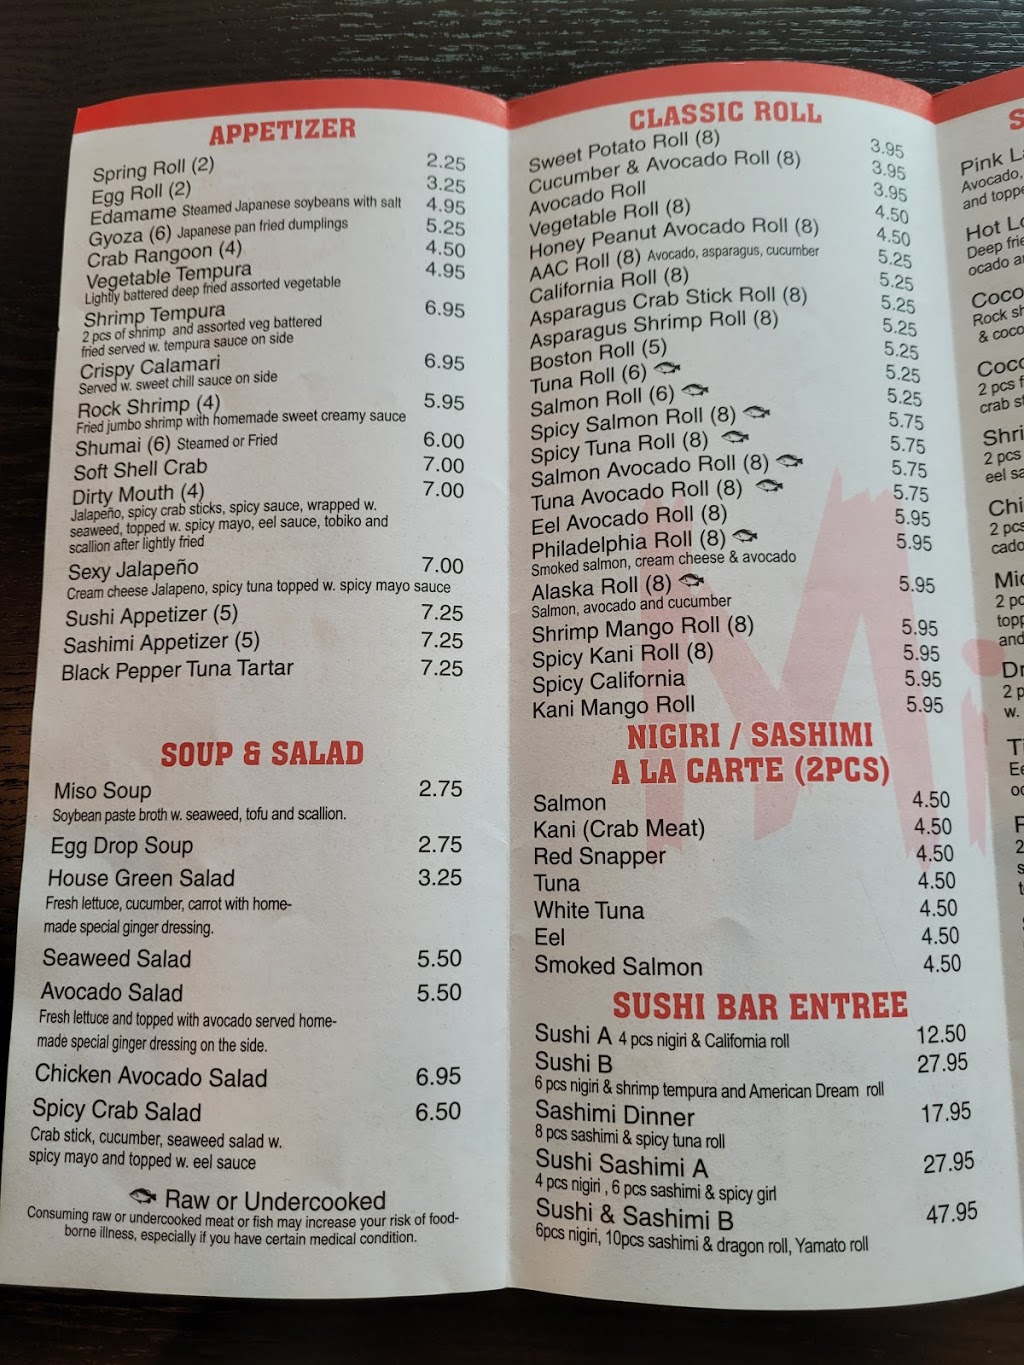 APPETIZER
Spring Roll (2) 2.25
Egg Roll (2) 3.25
Edamame Steamed Japanese soybeans with salt 4.95
Gyoza (6) Japanese pan fried dumplings 5.25
Crab Rangoon (4) 4.50
Vegetable Tempura 4.95
Lightly battered deep fried assorted vegetable
Shrimp Tempura 6.95
2 pcs of shrimp and assorted veg battered
fried served w. tempura sauce on side
Crispy Calamari 6.95
Served w. sweet chill sauce on side
Rock Shrimp (4) 5.95
Fried jumbo shrimp with homemade sweet creamy sauce
Shumai (6) Steamed or Fried 6.00
Soft Shell Crab 7.00
Dirty Mouth (4) 7.00
Jalapeño, spicy crab sticks, spicy sauce, wrapped w.
seaweed, topped w. spicy mayo, eel sauce, tobiko and
scallion after lightly fried
Sexy Jalapeño 7.00
Cream cheese Jalapeno, spicy tuna topped w. spicy mayo sauce
Sushi Appetizer (5) 7.25
Sashimi Appetizer (5) 7.25
Black Pepper Tuna Tartar 7.25
SOUP & SALAD
Miso Soup 2.75
Soybean paste broth w. seaweed, tofu and scallion.
Egg Drop Soup 2.75
House Green Salad 3.25
Fresh lettuce, cucumber, carrot with home-
made special ginger dressing.
Seaweed Salad 5.50
Avocado Salad 5.50
Fresh lettuce and topped with avocado served home-
made special ginger dressing on the side.
Chicken Avocado Salad 6.95
Spicy Crab Salad 6.50
Crab stick, cucumber, seaweed salad w.
spicy mayo and topped w. eel sauce
Raw or Undercooked
Consuming raw or undercooked meat or fish may increase your risk of food-
borne illness, especially if you have certain medical condition.
CLASSIC ROLL
Sweet Potato Roll (8) 3.95
Cucumber & Avocado Roll (8) 3.95
Avocado Roll 3.95
Vegetable Roll (8) 4.50
Honey Peanut Avocado Roll (8) 4.50
AAC Roll (8) Avocado, asparagus, cucumber 5.25
California Roll (8) 5.25
Asparagus Crab Stick Roll (8) 5.25
Asparagus Shrimp Roll (8) 5.25
Boston Roll (5) 5.25
Tuna Roll (6) 5.25
Salmon Roll (6) 5.25
Spicy Salmon Roll (8) 5.75
Spicy Tuna Roll (8) 5.75
Salmon Avocado Roll (8) 5.75
Tuna Avocado Roll (8) 5.75
Eel Avocado Roll (8) 5.95
Philadelphia Roll (8) 5.95
Smoked salmon, cream cheese & avocado
Alaska Roll (8) 5.95
Salmon, avocado and cucumber
Shrimp Mango Roll (8) 5.95
Spicy Kani Roll (8) 5.95
Spicy California 5.95
Kani Mango Roll 5.95
NIGIRI / SASHIMI
A LA CARTE (2PCS)
Salmon 4.50
Kani (Crab Meat) 4.50
Red Snapper 4.50
Tuna 4.50
White Tuna 4.50
Eel 4.50
Smoked Salmon 4.50
SUSHI BAR ENTREE
Sushi A 4 pcs nigiri & California roll 12.50
Sushi B 27.95
6 pcs nigiri & shrimp tempura and American Dream roll
Sashimi Dinner 17.95
8 pcs sashimi & spicy tuna roll
Sushi Sashimi A 27.95
4 pcs nigiri , 6 pcs sashimi & spicy girl
Sushi & Sashimi B 47.95
6pcs nigiri, 10pcs sashimi & dragon roll, Yamato roll
Pink
Avocado,
and
Hot
Deep
Rock
& coco
2 pcs
crab
2 pcs
eel
2 pcs
2
and
2
w.
2